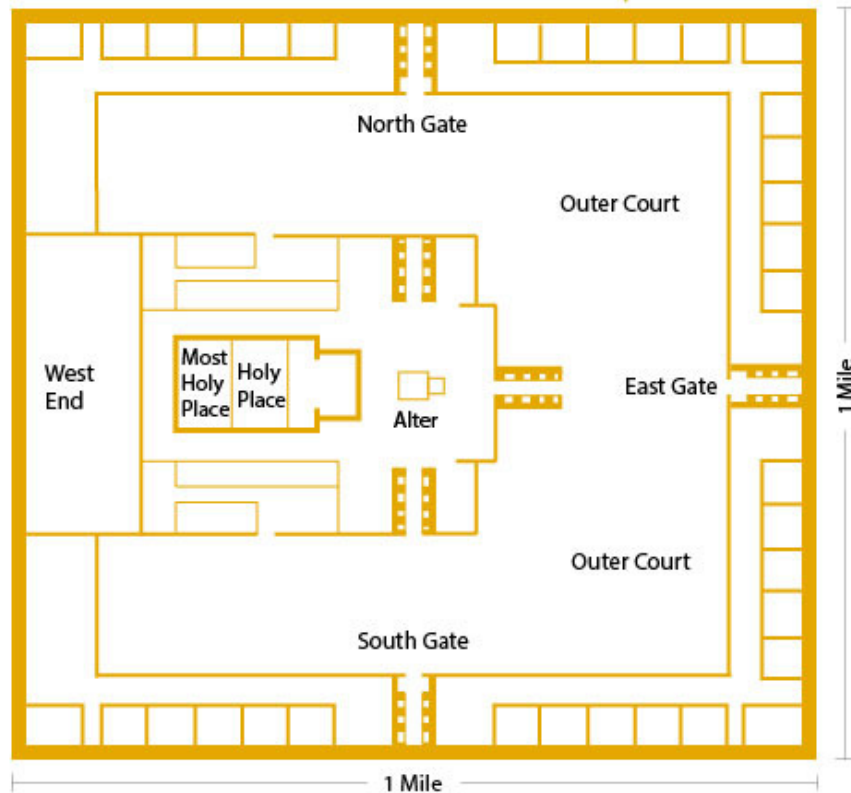 North Gate
Outer Court
West
End
Most
Holy
Place
Holy
Place
Alter
East Gate
1 Mile
Outer Court
South Gate
1 Mile